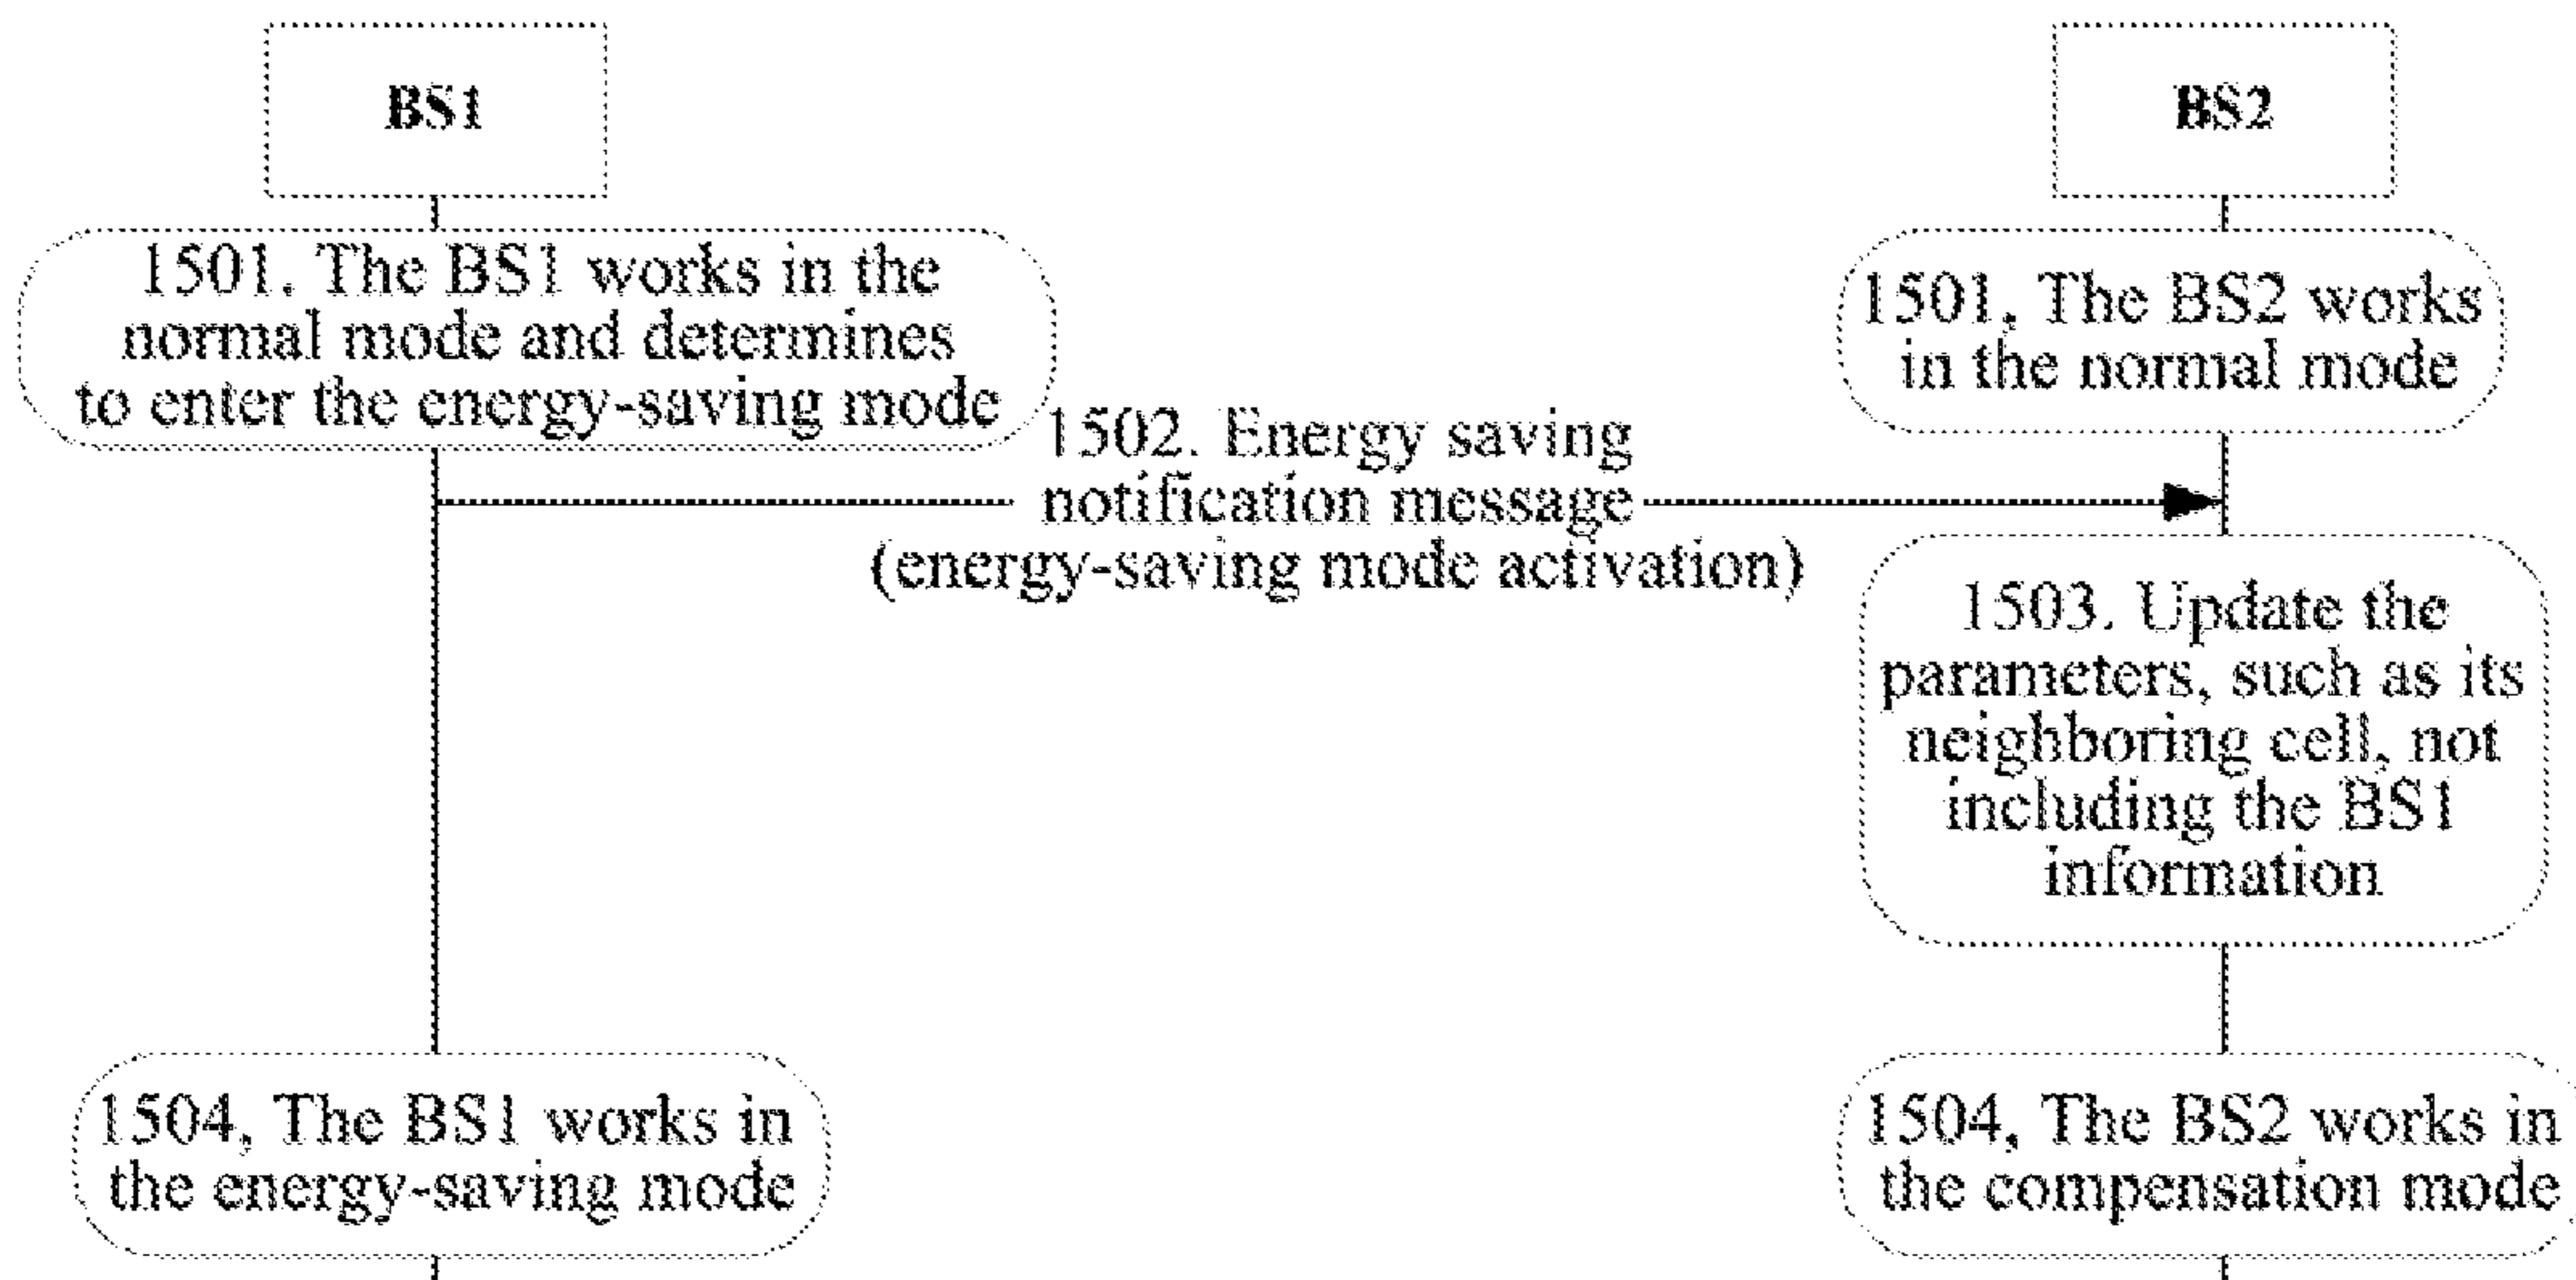 BS1
BS2
1501. The BS1 works in the
normal mode and determines
to enter the energy-saving mode
1501, The BS2 works
in the normal mode
1502. Energy saving
notification message
(energy-saving mode activation)
1503. Update the
parameters, such as its
neighboring cell, not
including the BS1
information
1504, The BS1 works in
the energy-saving mode
1504, The BS2 works in
the compensation mode